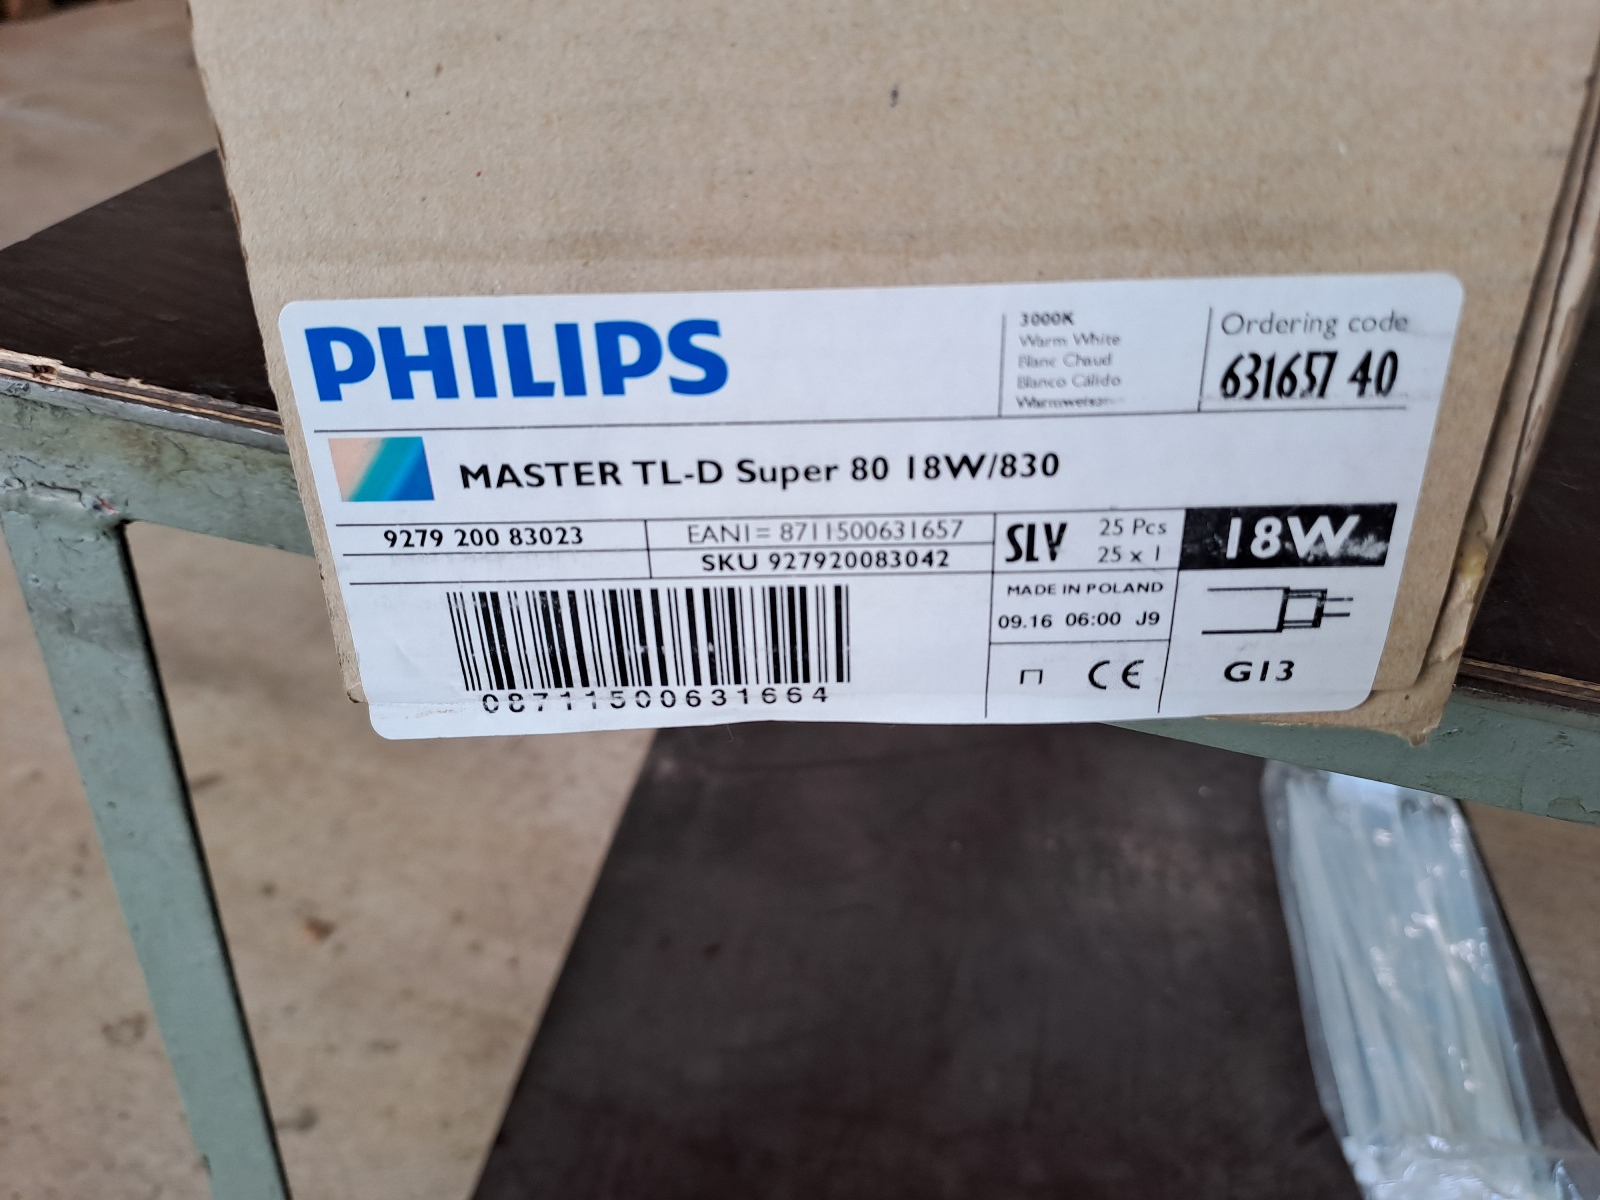 PHILIPS
3000K
Warm White
Blanc Chaud
Blanco Cálido
Warmweiss
Ordering code
631657 40
MASTER TL-D Super 80 18W/830
9279 200 83023
EAN1= 8711500631657
SKU 927920083042
SLV
25 Pcs
25 x 1
18W
MADE IN POLAND
09.16 06:00 J9
CE
G13
08711500631664